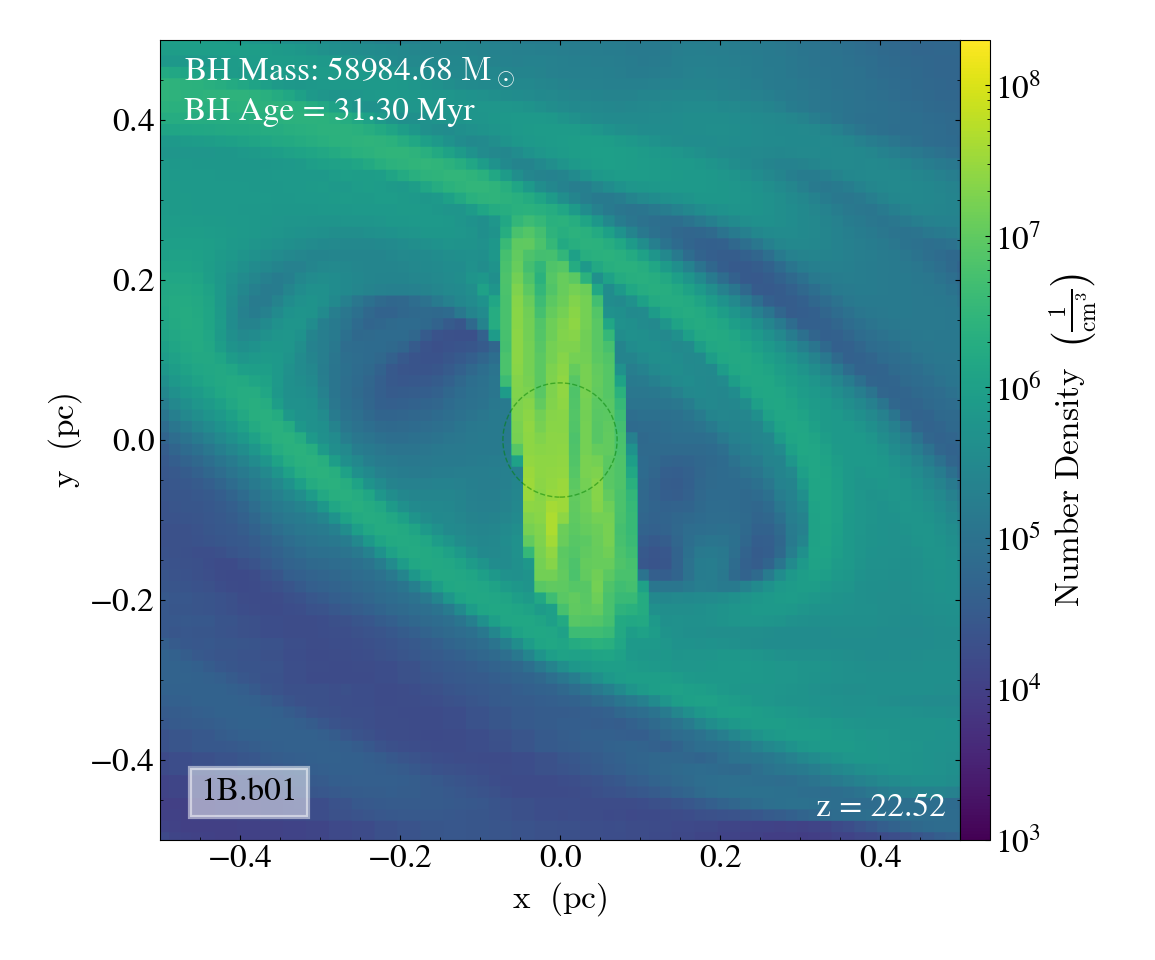 BH Mass: 58984.68 M⊙
BH Age = 31.30 Myr
1B.b01
z = 22.52
0.4
0.2
0.0
−0.2
−0.4
y (pc)
−0.4 −0.2 0.0 0.2 0.4
x (pc)
10⁸
10⁷
10⁶
10⁵
10⁴
10³
Number Density (1/cm³)